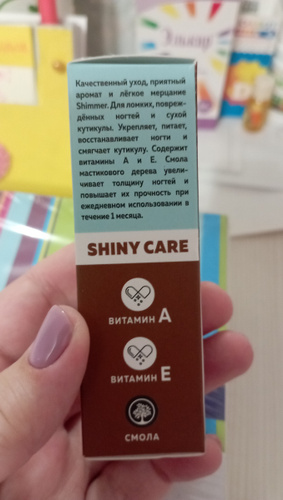 Эликир
Качественный уход, приятный
аромат и лёгкое мерцание
Shimmer. Для ломких, повреж-
дённых ногтей и сухой
кутикулы. Укрепляет, питает,
восстанавливает ногти и
смягчает кутикулу. Содержит
витамины А и Е. Смола
мастикового дерева увели-
чивает толщину ногтей и
повышает их прочность при
ежедневном использовании в
течение 1 месяца.
SHINY CARE
ВИТАМИН А
ВИТАМИН Е
СМОЛА